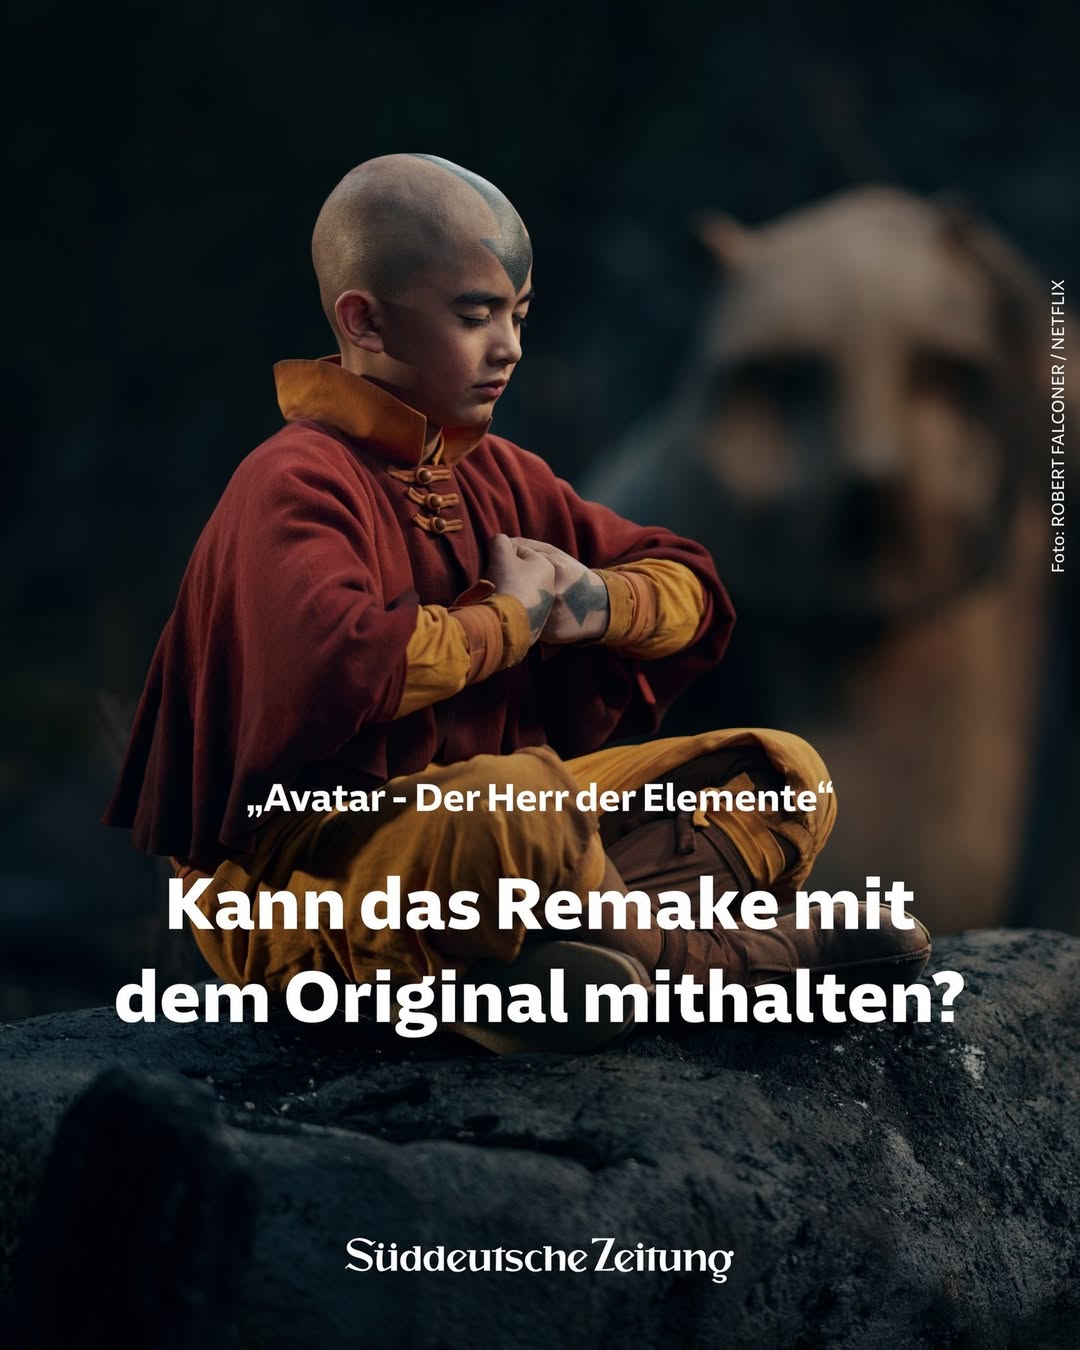 Foto: ROBERT FALCONER / NETFLIX
„Avatar - Der Herr der Elemente“
Kann das Remake mit
dem Original mithalten?
Süddeutsche Zeitung